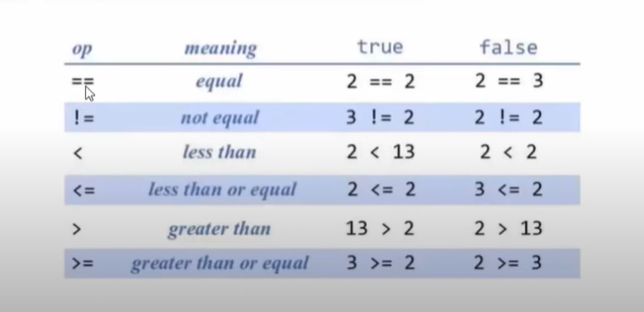 op meaning true false
== equal 2 == 2 2 == 3
!= not equal 3 != 2 2 != 2
< less than 2 < 13 2 < 2
<= less than or equal 2 <= 2 3 <= 2
> greater than 13 > 2 2 > 13
>= greater than or equal 3 >= 2 2 >= 3